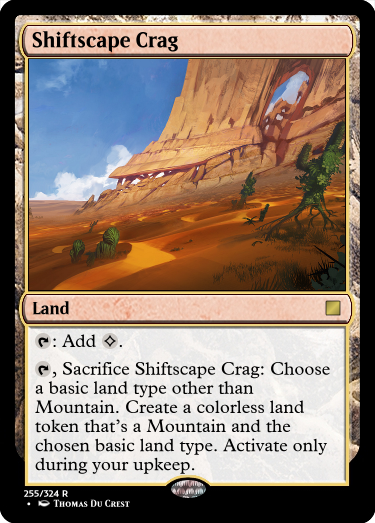 Shiftscape Crag
Land
: Add .
, Sacrifice Shiftscape Crag: Choose
a basic land type other than
Mountain. Create a colorless land
token that's a Mountain and the
chosen basic land type. Activate only
during your upkeep.
255/324 R
• Thomas Du Crest